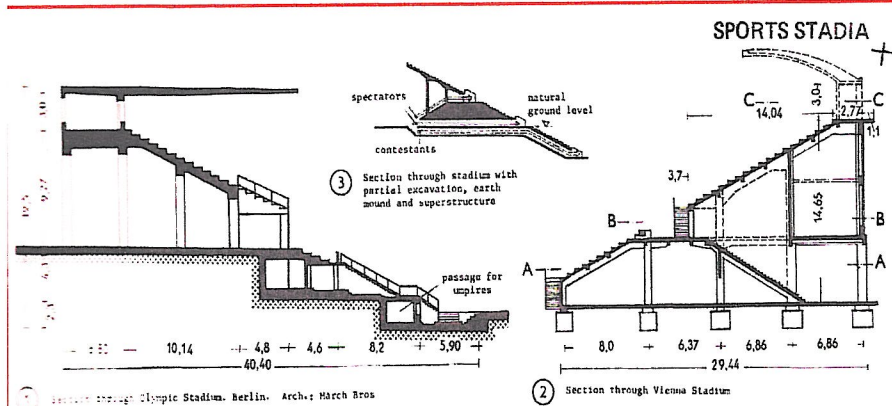 SPORTS STADIA
spectators
natural
ground level
contestants
3 Section through stadium with
partial excavation, earth
mound and superstructure
C
14,04
3,01
2,77
C
1,1
3,7
14,65
B
B
A
A
passage for
umpires
10,14
4,8
4,6
8,2
5,90
40,40
8,0
6,37
6,86
6,86
29,44
through Olympic Stadium. Berlin. Arch.: March Bros
2 Section through Vienna Stadium